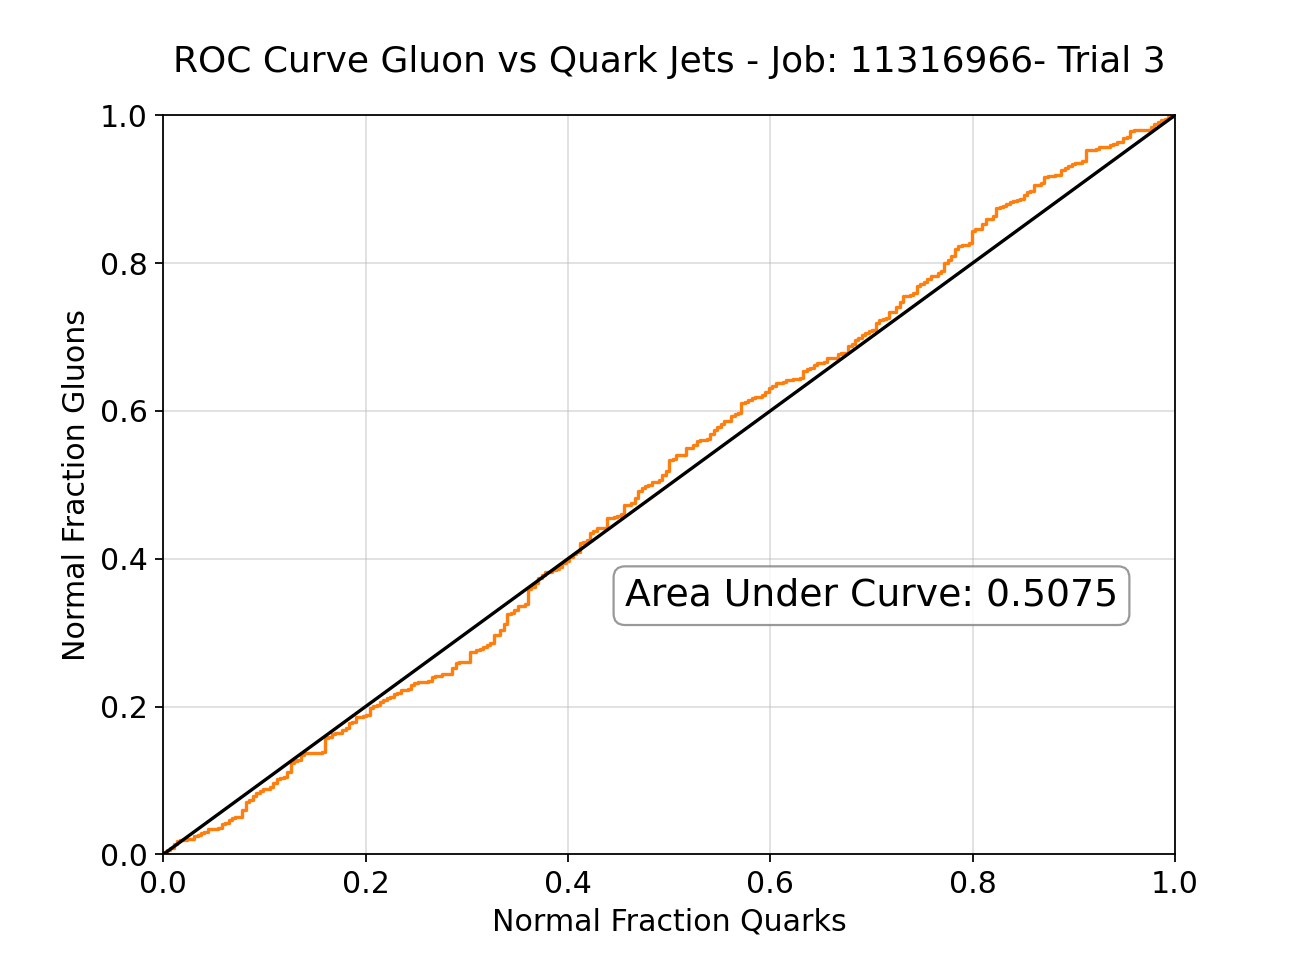 ROC Curve Gluon vs Quark Jets - Job: 11316966- Trial 3
1.0
0.8
0.6
0.4
0.2
0.0
Normal Fraction Gluons
Area Under Curve: 0.5075
0.0 0.2 0.4 0.6 0.8 1.0
Normal Fraction Quarks